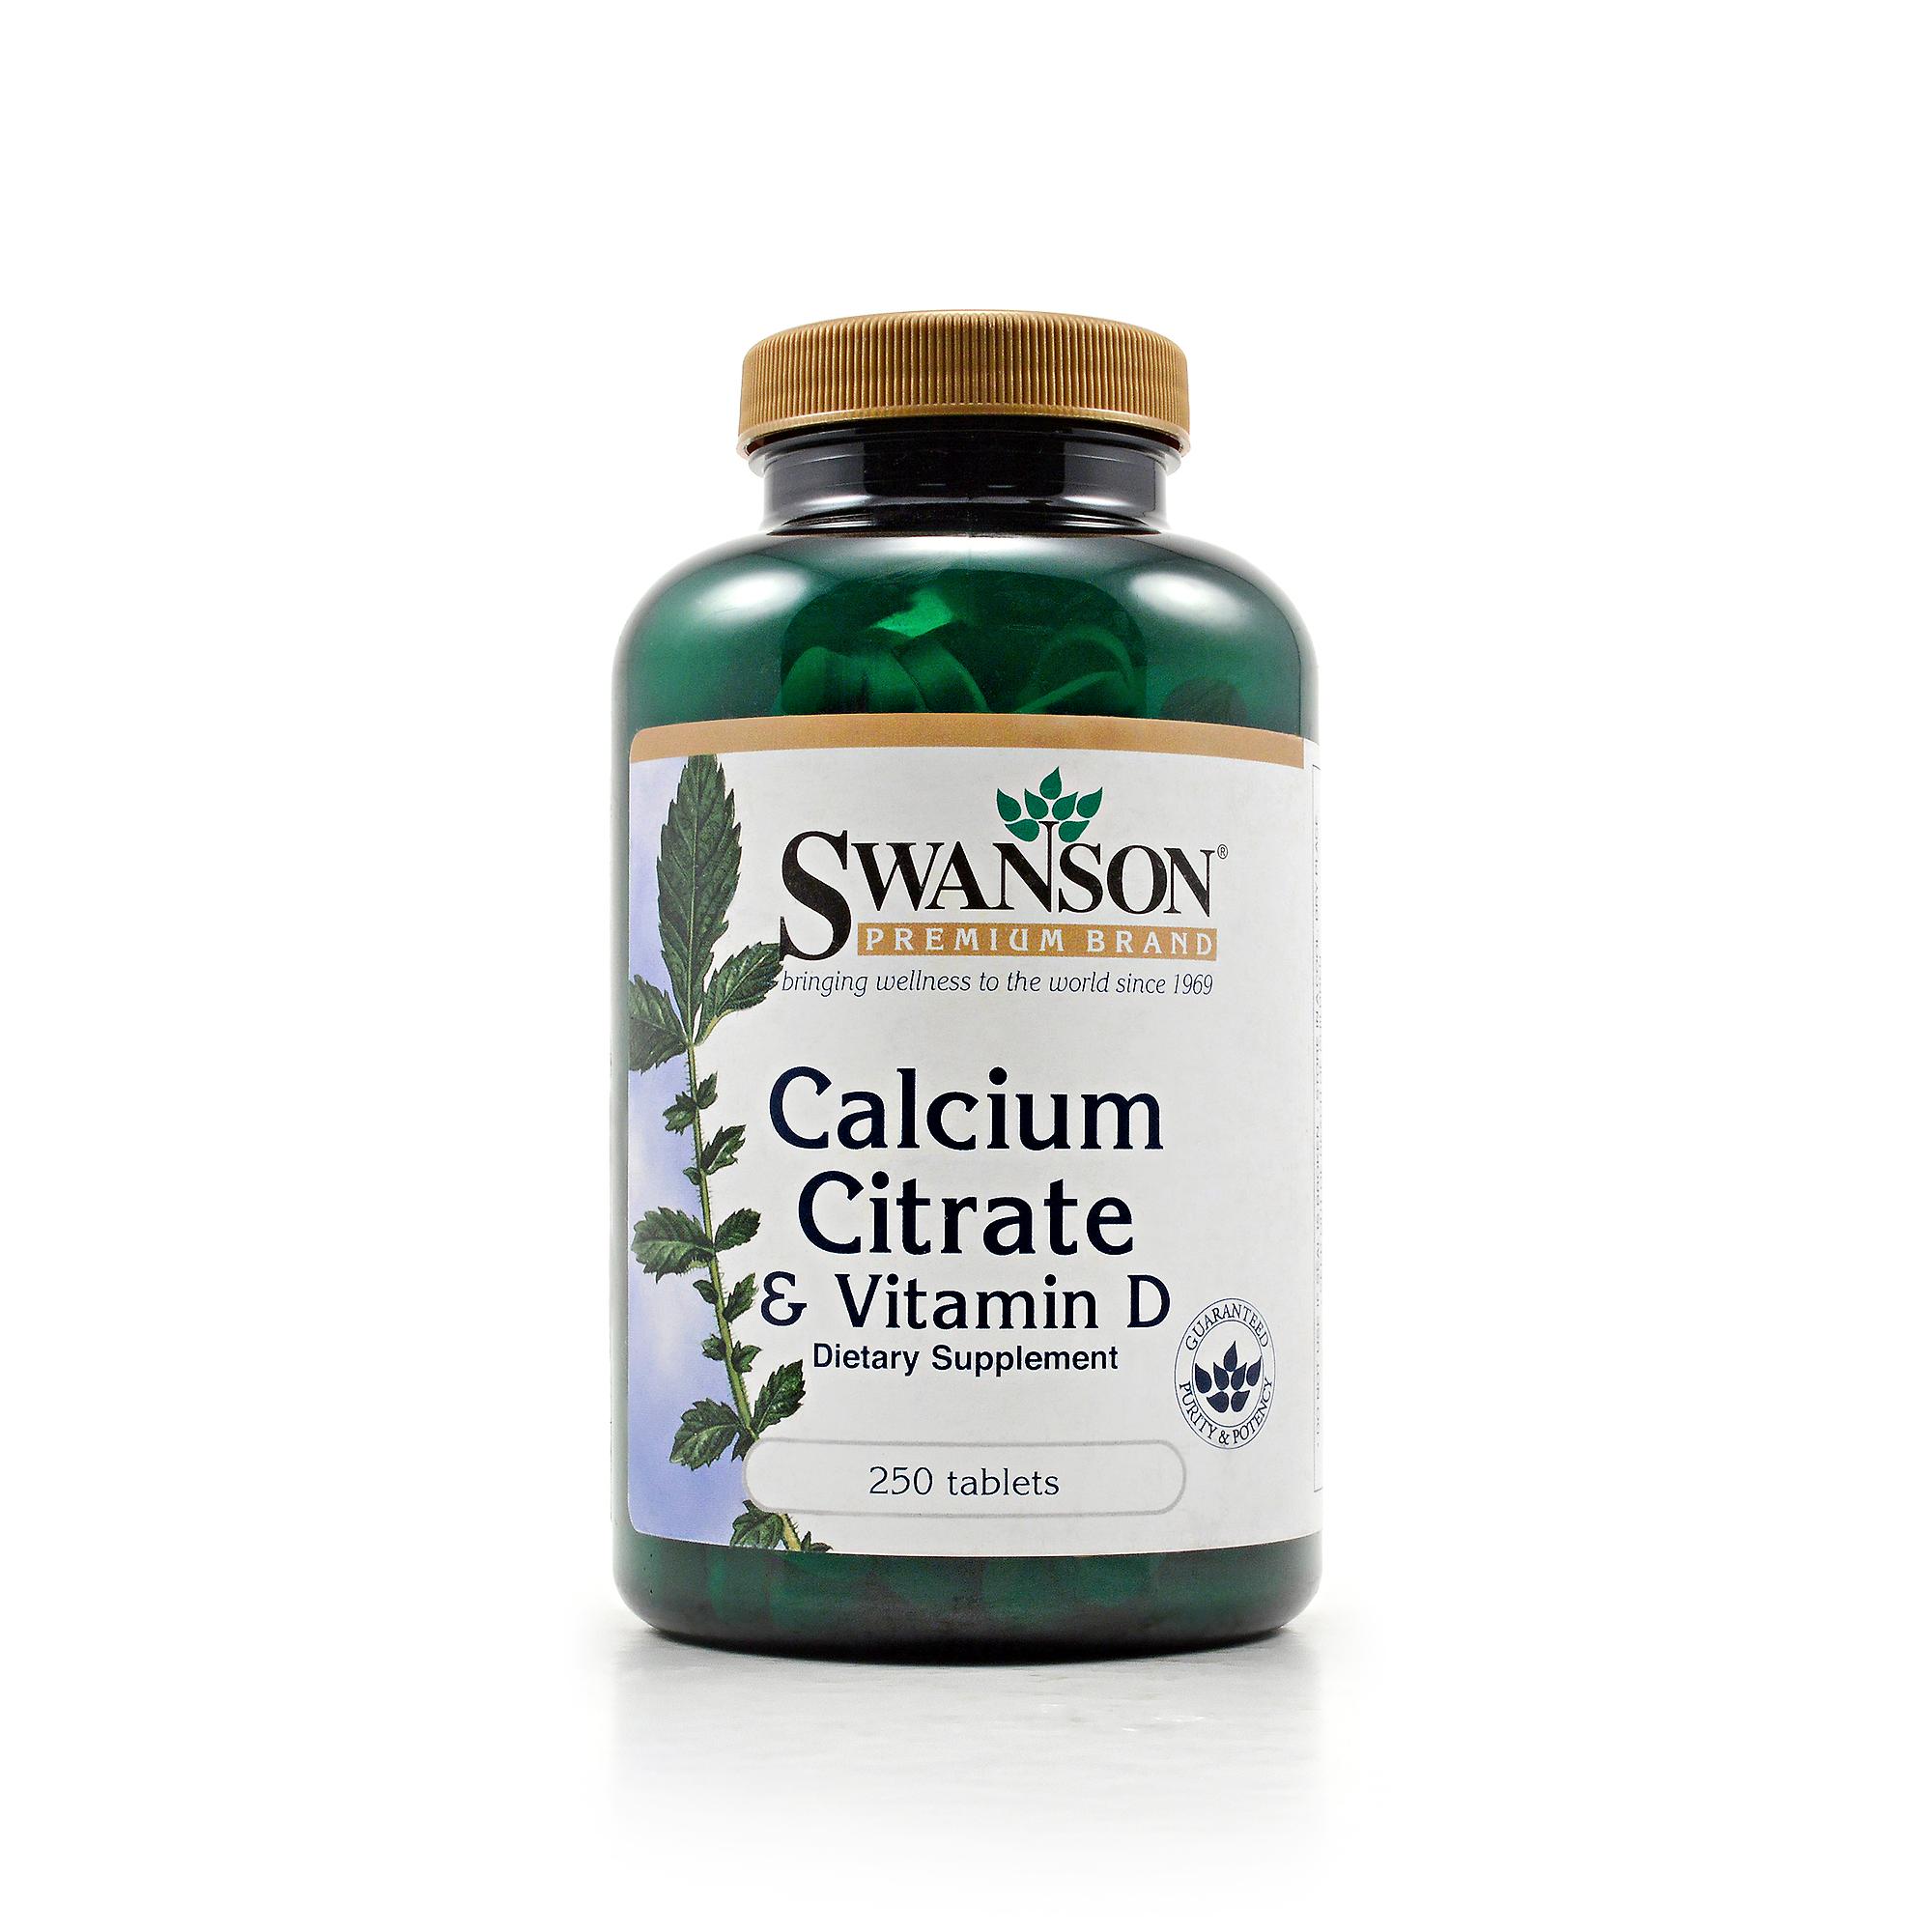 SWANSON®
PREMIUM BRAND
bringing wellness to the world since 1969
Calcium
Citrate
& Vitamin D
Dietary Supplement
GUARANTEED
PURITY & POTENCY
250 tablets